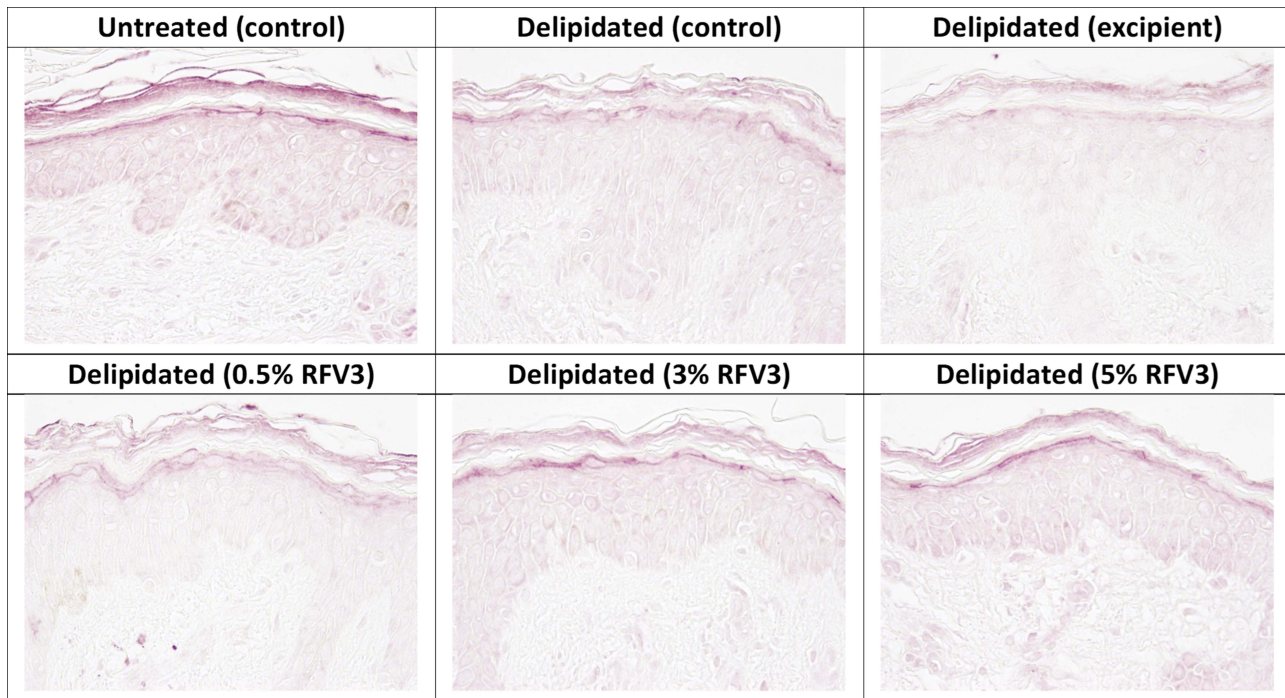 Untreated (control)
Delipidated (control)
Delipidated (excipient)
Delipidated (0.5% RFV3)
Delipidated (3% RFV3)
Delipidated (5% RFV3)